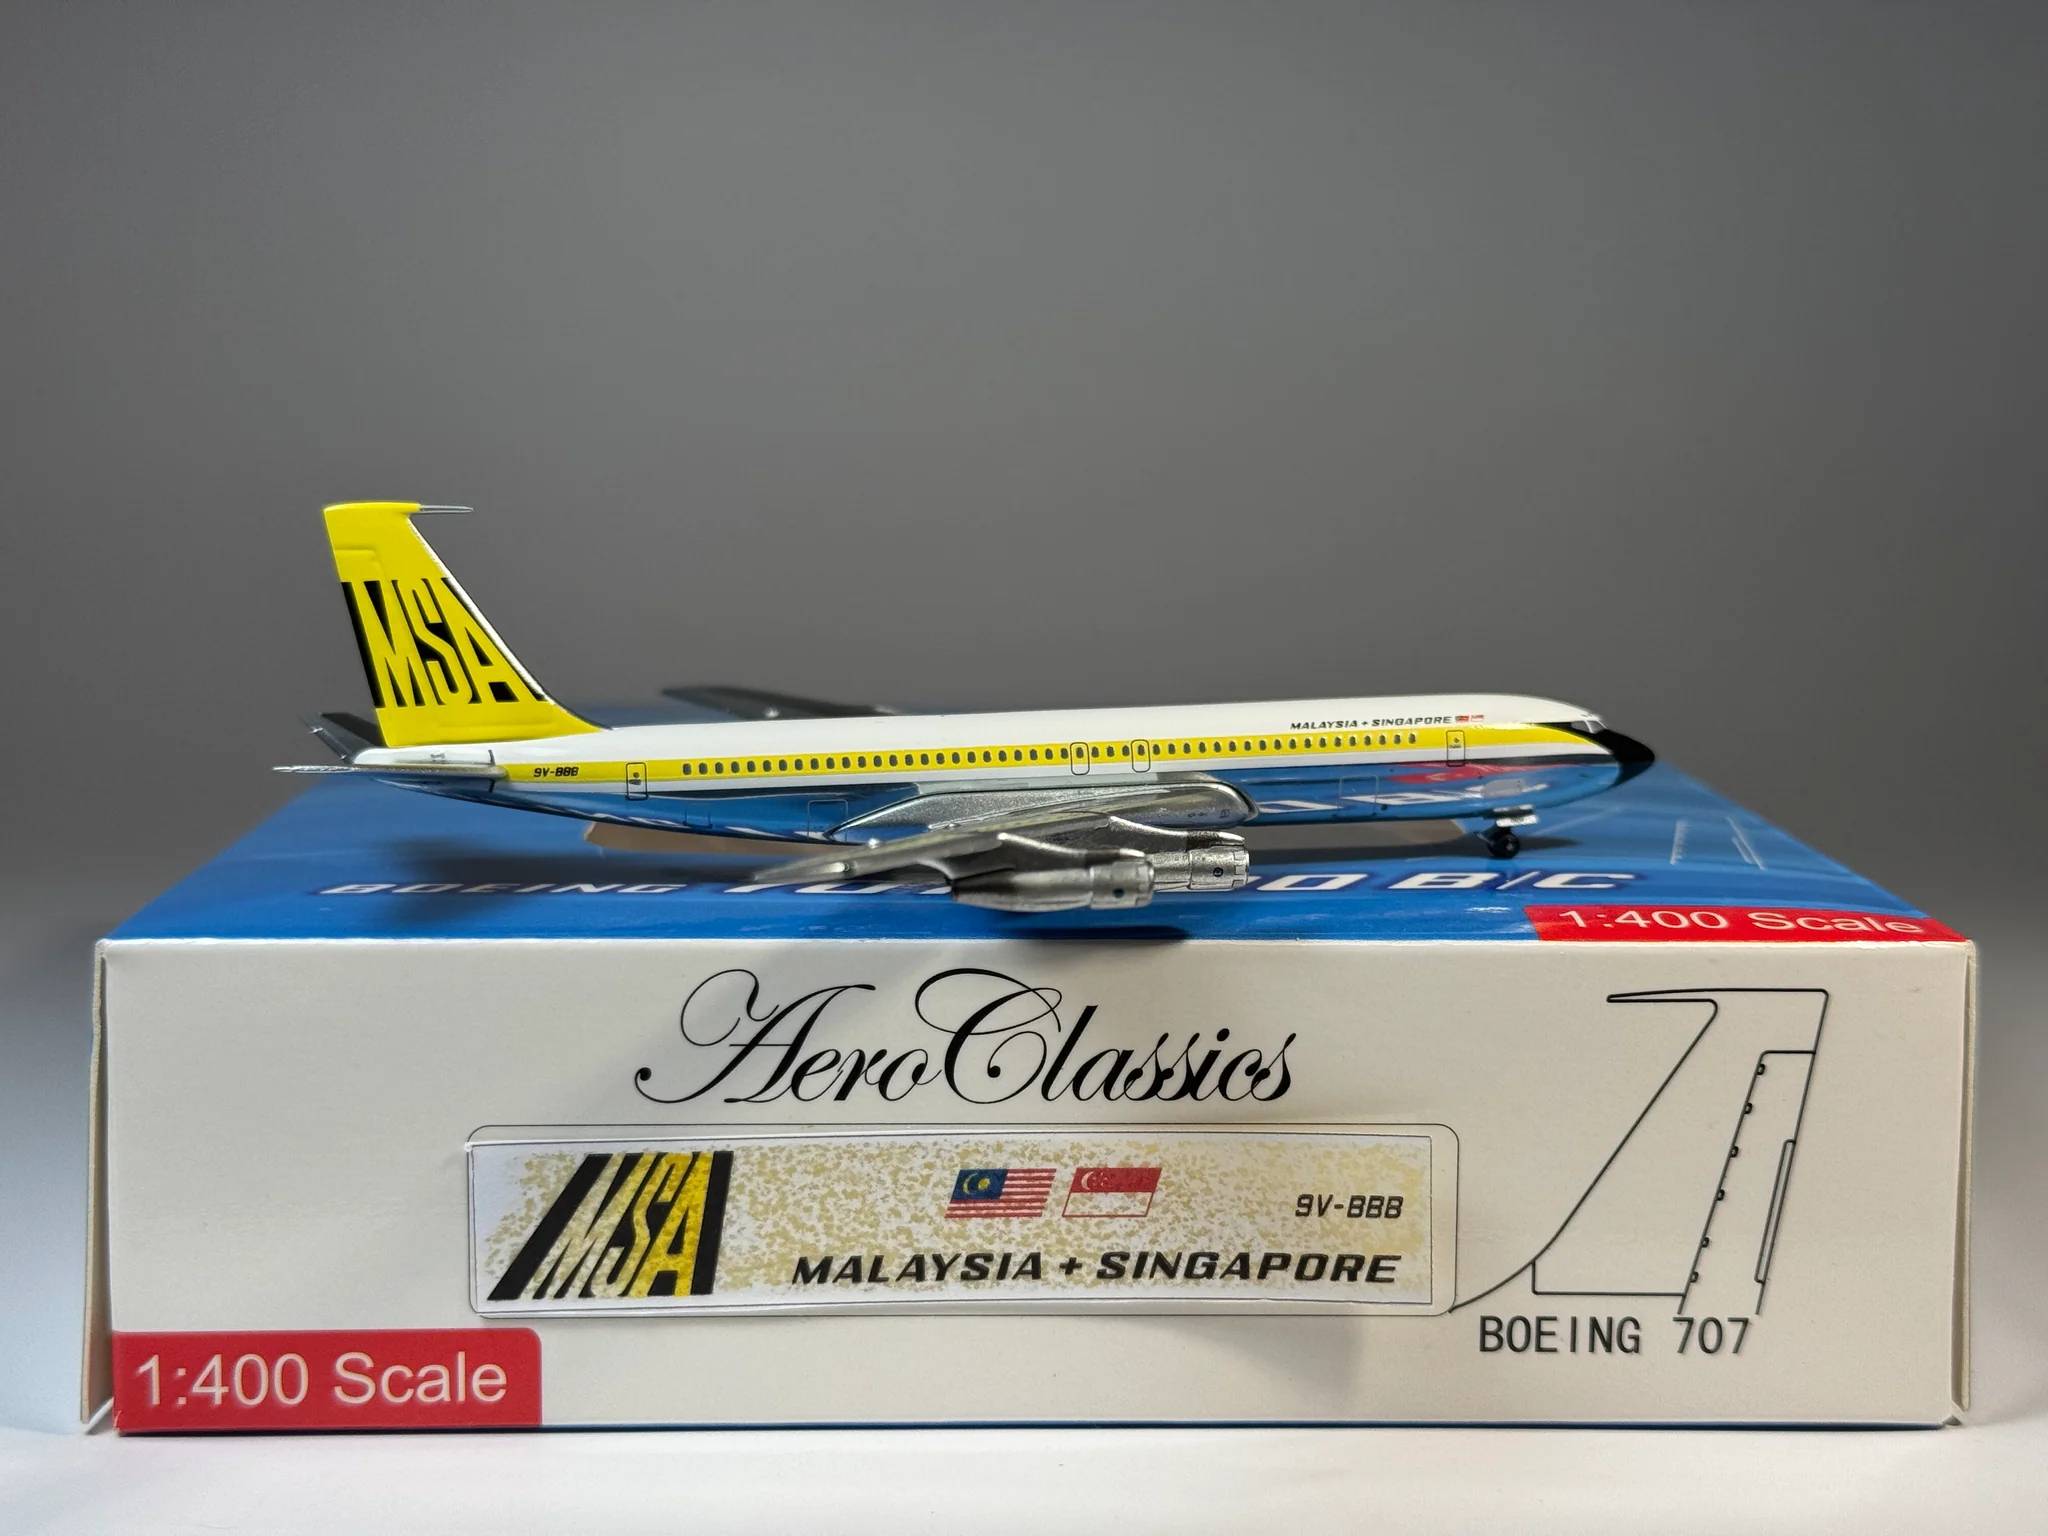 MSA
MALAYSIA + SINGAPORE
9V-BBB
BOEING 707
B/C
1:400 Scale
AeroClassics
MSA
9V-BBB
MALAYSIA + SINGAPORE
BOEING 707
1:400 Scale